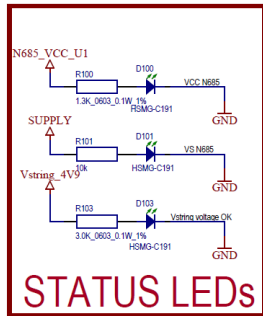 N685_VCC_U1
R100
D100
VCC N685
1.3K_0603_0.1W_1%
HSMG-C191
GND
SUPPLY
R101
D101
VS N685
10k
HSMG-C191
GND
Vstring_4V9
R103
D103
Vstring voltage OK
3.0K_0603_0.1W_1%
HSMG-C191
GND
STATUS LEDs